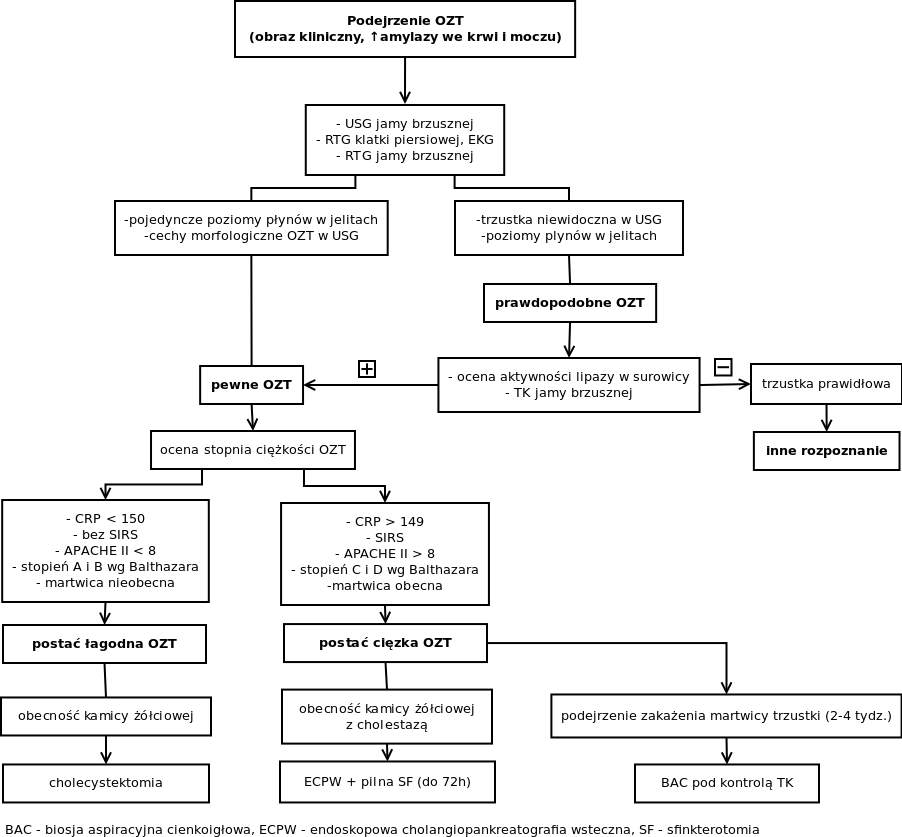 Podejrzenie OZT
(obraz kliniczny, ↑amylazy we krwi i moczu)
- USG jamy brzusznej
- RTG klatki piersiowej, EKG
- RTG jamy brzusznej
-pojedyncze poziomy płynów w jelitach
-cechy morfologiczne OZT w USG
-trzustka niewidoczna w USG
-poziomy plynów w jelitach
prawdopodobne OZT
- ocena aktywności lipazy w surowicy
- TK jamy brzusznej
+
−
pewne OZT
trzustka prawidłowa
inne rozpoznanie
ocena stopnia ciężkości OZT
- CRP < 150
- bez SIRS
- APACHE II < 8
- stopień A i B wg Balthazara
- martwica nieobecna
- CRP > 149
- SIRS
- APACHE II > 8
- stopień C i D wg Balthazara
-martwica obecna
postać łagodna OZT
postać cięzka OZT
obecność kamicy żółciowej
obecność kamicy żółciowej
z cholestazą
podejrzenie zakażenia martwicy trzustki (2-4 tydz.)
cholecystektomia
ECPW + pilna SF (do 72h)
BAC pod kontrolą TK
BAC - biosja aspiracyjna cienkoigłowa, ECPW - endoskopowa cholangiopankreatografia wsteczna, SF - sfinkterotomia